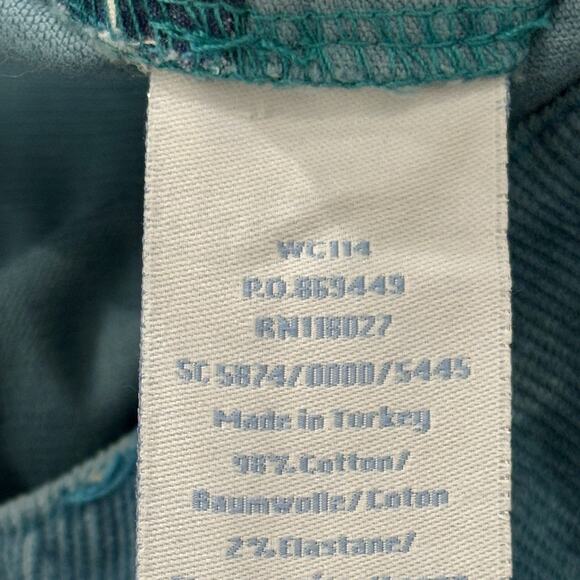 WC114
P.O.869449
RN118027
SC 5874/0000/5445
Made in Turkey
98% Cotton/
Baumwolle/Coton
2% Elastane/